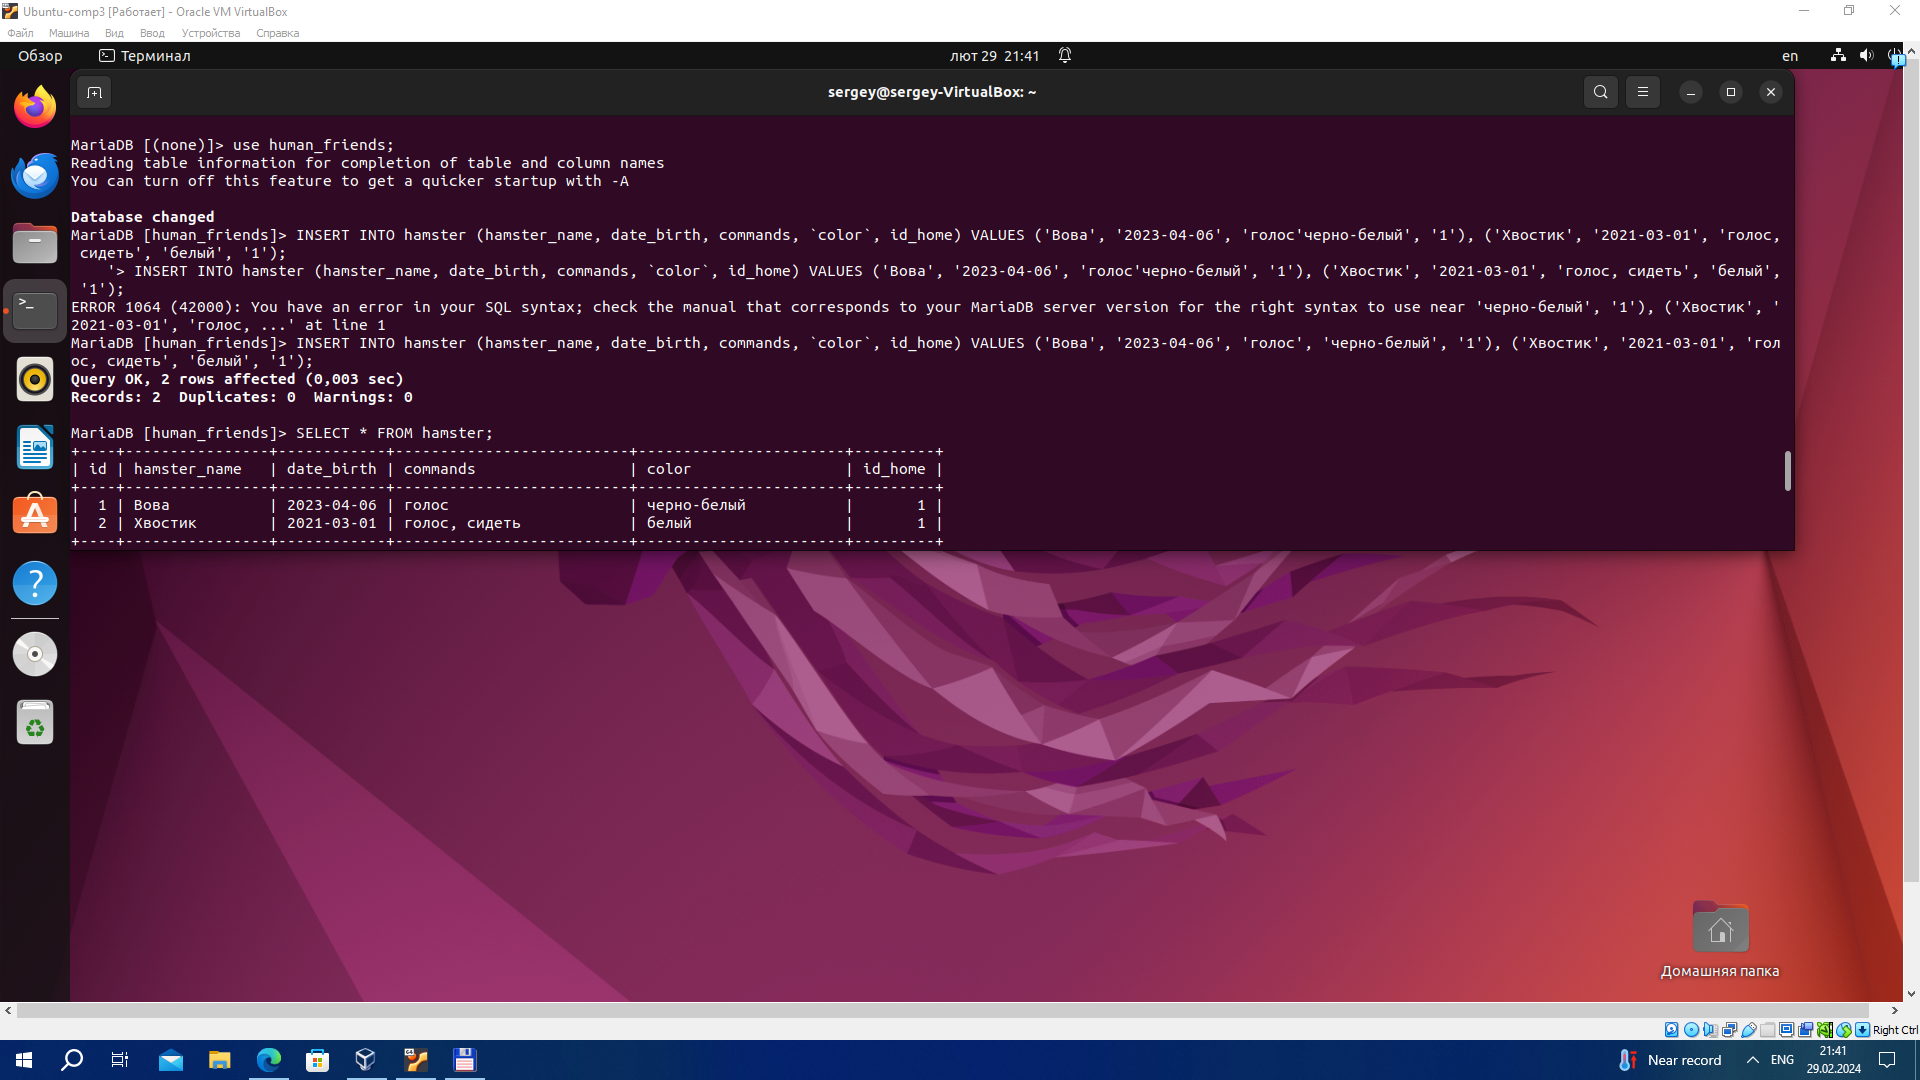 Ubuntu-comp3 [Работает] - Oracle VM VirtualBox
Файл Машина Вид Ввод Устройства Справка
Обзор Терминал лют 29 21:41 en
sergey@sergey-VirtualBox: ~
MariaDB [(none)]> use human_friends;
Reading table information for completion of table and column names
You can turn off this feature to get a quicker startup with -A
Database changed
MariaDB [human_friends]> INSERT INTO hamster (hamster_name, date_birth, commands, `color`, id_home) VALUES ('Вова', '2023-04-06', 'голос'черно-белый', '1'), ('Хвостик', '2021-03-01', 'голос,
 сидеть', 'белый', '1');
    '> INSERT INTO hamster (hamster_name, date_birth, commands, `color`, id_home) VALUES ('Вова', '2023-04-06', 'голос'черно-белый', '1'), ('Хвостик', '2021-03-01', 'голос, сидеть', 'белый',
 '1');
ERROR 1064 (42000): You have an error in your SQL syntax; check the manual that corresponds to your MariaDB server version for the right syntax to use near 'черно-белый', '1'), ('Хвостик', '
2021-03-01', 'голос, ...' at line 1
MariaDB [human_friends]> INSERT INTO hamster (hamster_name, date_birth, commands, `color`, id_home) VALUES ('Вова', '2023-04-06', 'голос', 'черно-белый', '1'), ('Хвостик', '2021-03-01', 'гол
ос, сидеть', 'белый', '1');
Query OK, 2 rows affected (0,003 sec)
Records: 2  Duplicates: 0  Warnings: 0
MariaDB [human_friends]> SELECT * FROM hamster;
+----+----------------+------------+--------------------------+-----------------------+---------+
| id | hamster_name   | date_birth | commands                 | color                 | id_home |
+----+----------------+------------+--------------------------+-----------------------+---------+
|  1 | Вова           | 2023-04-06 | голос                    | черно-белый           |       1 |
|  2 | Хвостик        | 2021-03-01 | голос, сидеть            | белый                 |       1 |
+----+----------------+------------+--------------------------+-----------------------+---------+
Домашняя папка
Right Ctrl
Near record ENG 21:41
29.02.2024